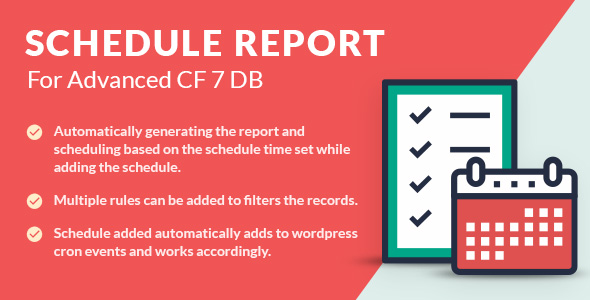 SCHEDULE REPORT
For Advanced CF 7 DB
Automatically generating the report and
scheduling based on the schedule time set while
adding the schedule.
Multiple rules can be added to filters the records.
Schedule added automatically adds to wordpress
cron events and works accordingly.